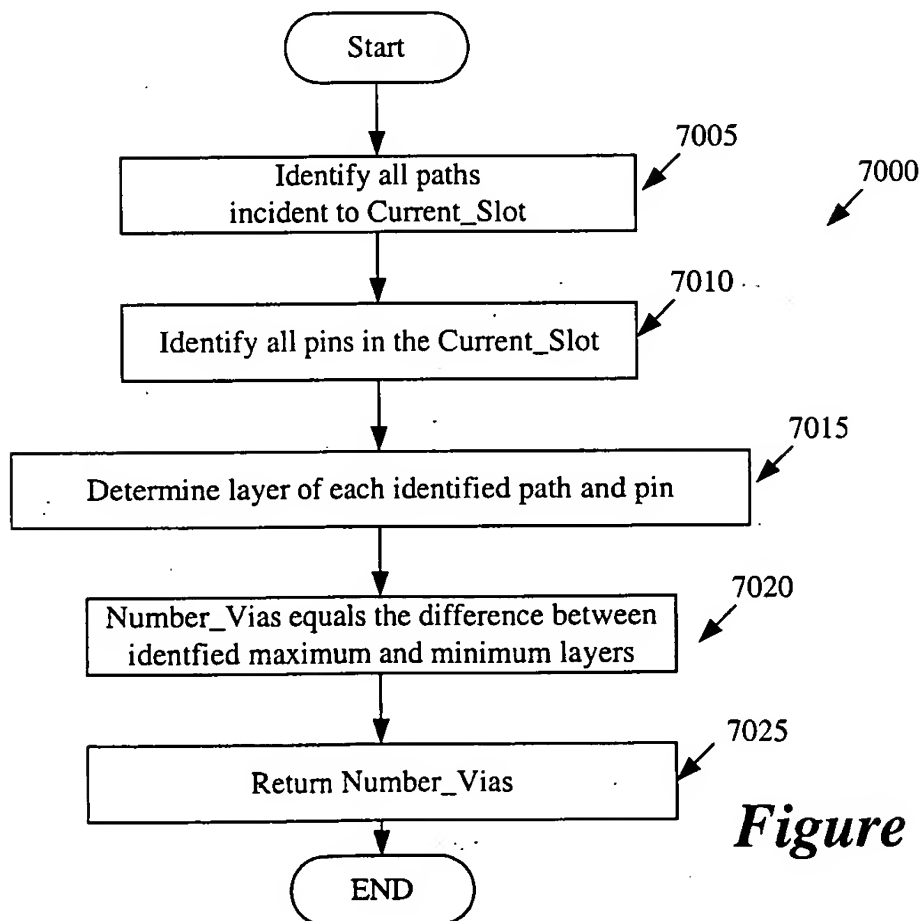 Start
7005
Identify all paths
incident to Current_Slot
7000
7010
Identify all pins in the Current_Slot
7015
Determine layer of each identified path and pin
7020
Number_Vias equals the difference between
identfied maximum and minimum layers
7025
Return Number_Vias
Figure
END